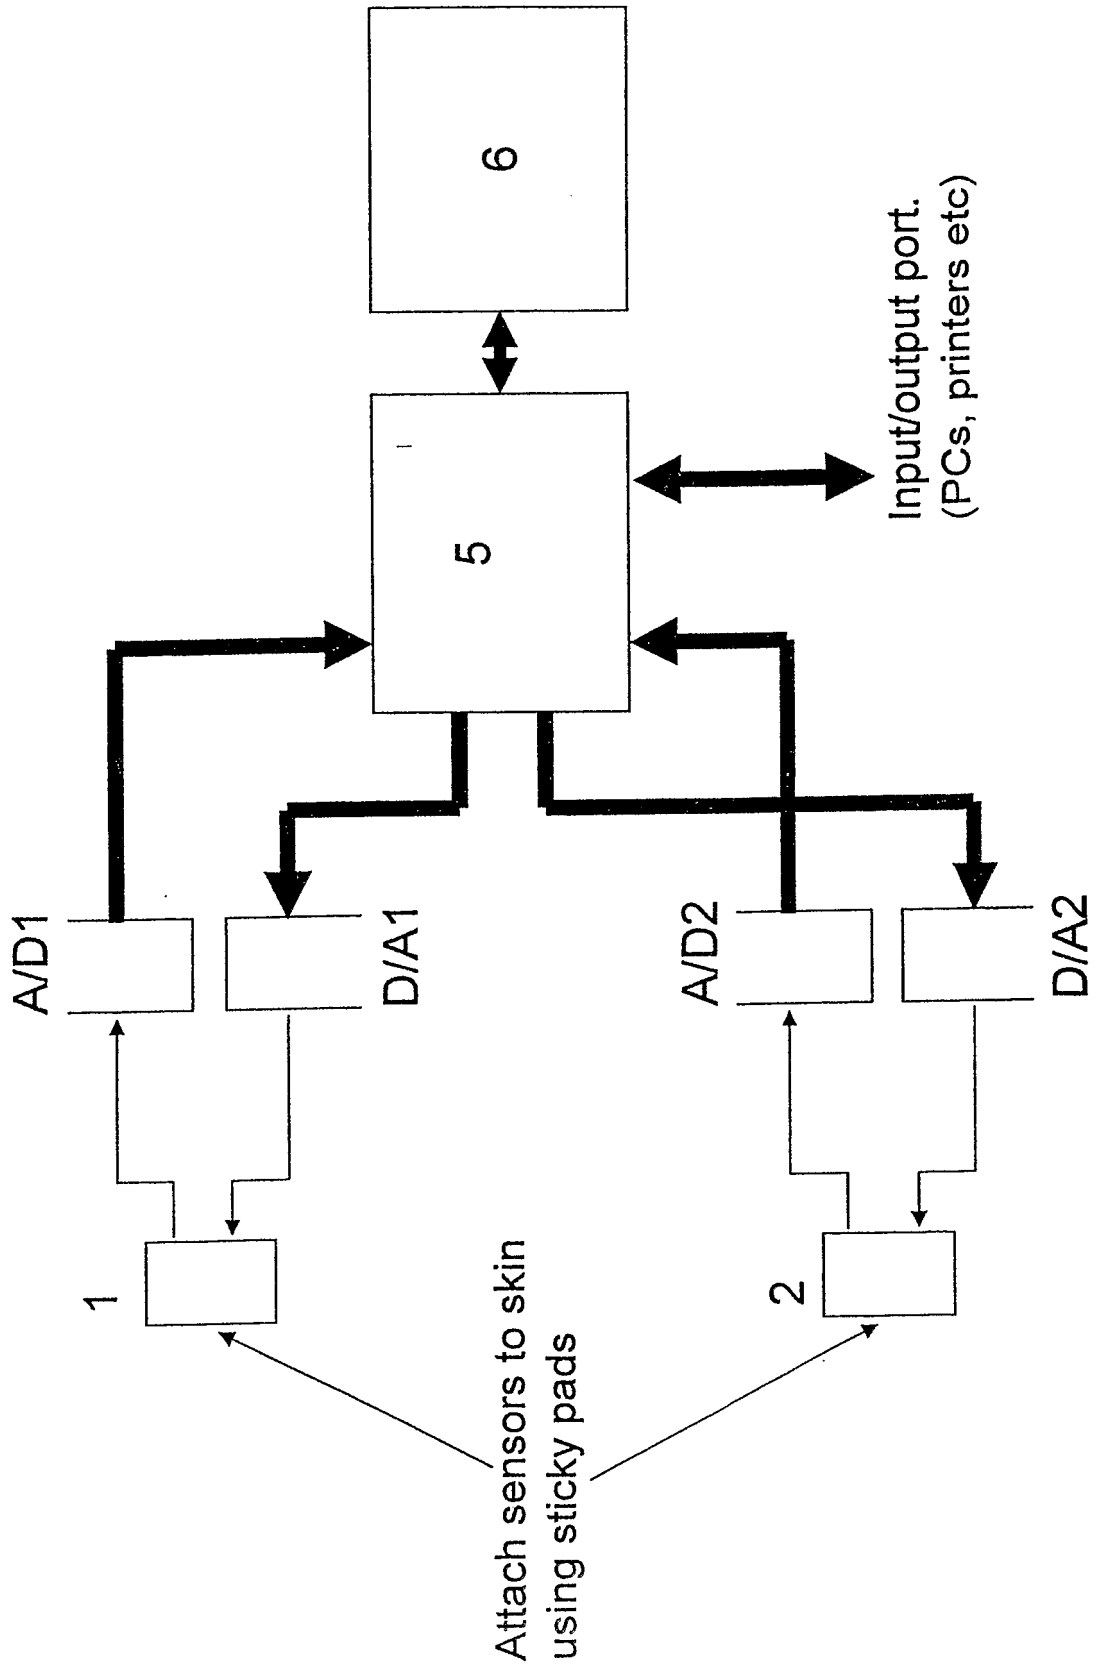 A/D1
D/A1
1
Attach sensors to skin
using sticky pads
5
6
Input/output port.
(PCs, printers etc)
A/D2
D/A2
2